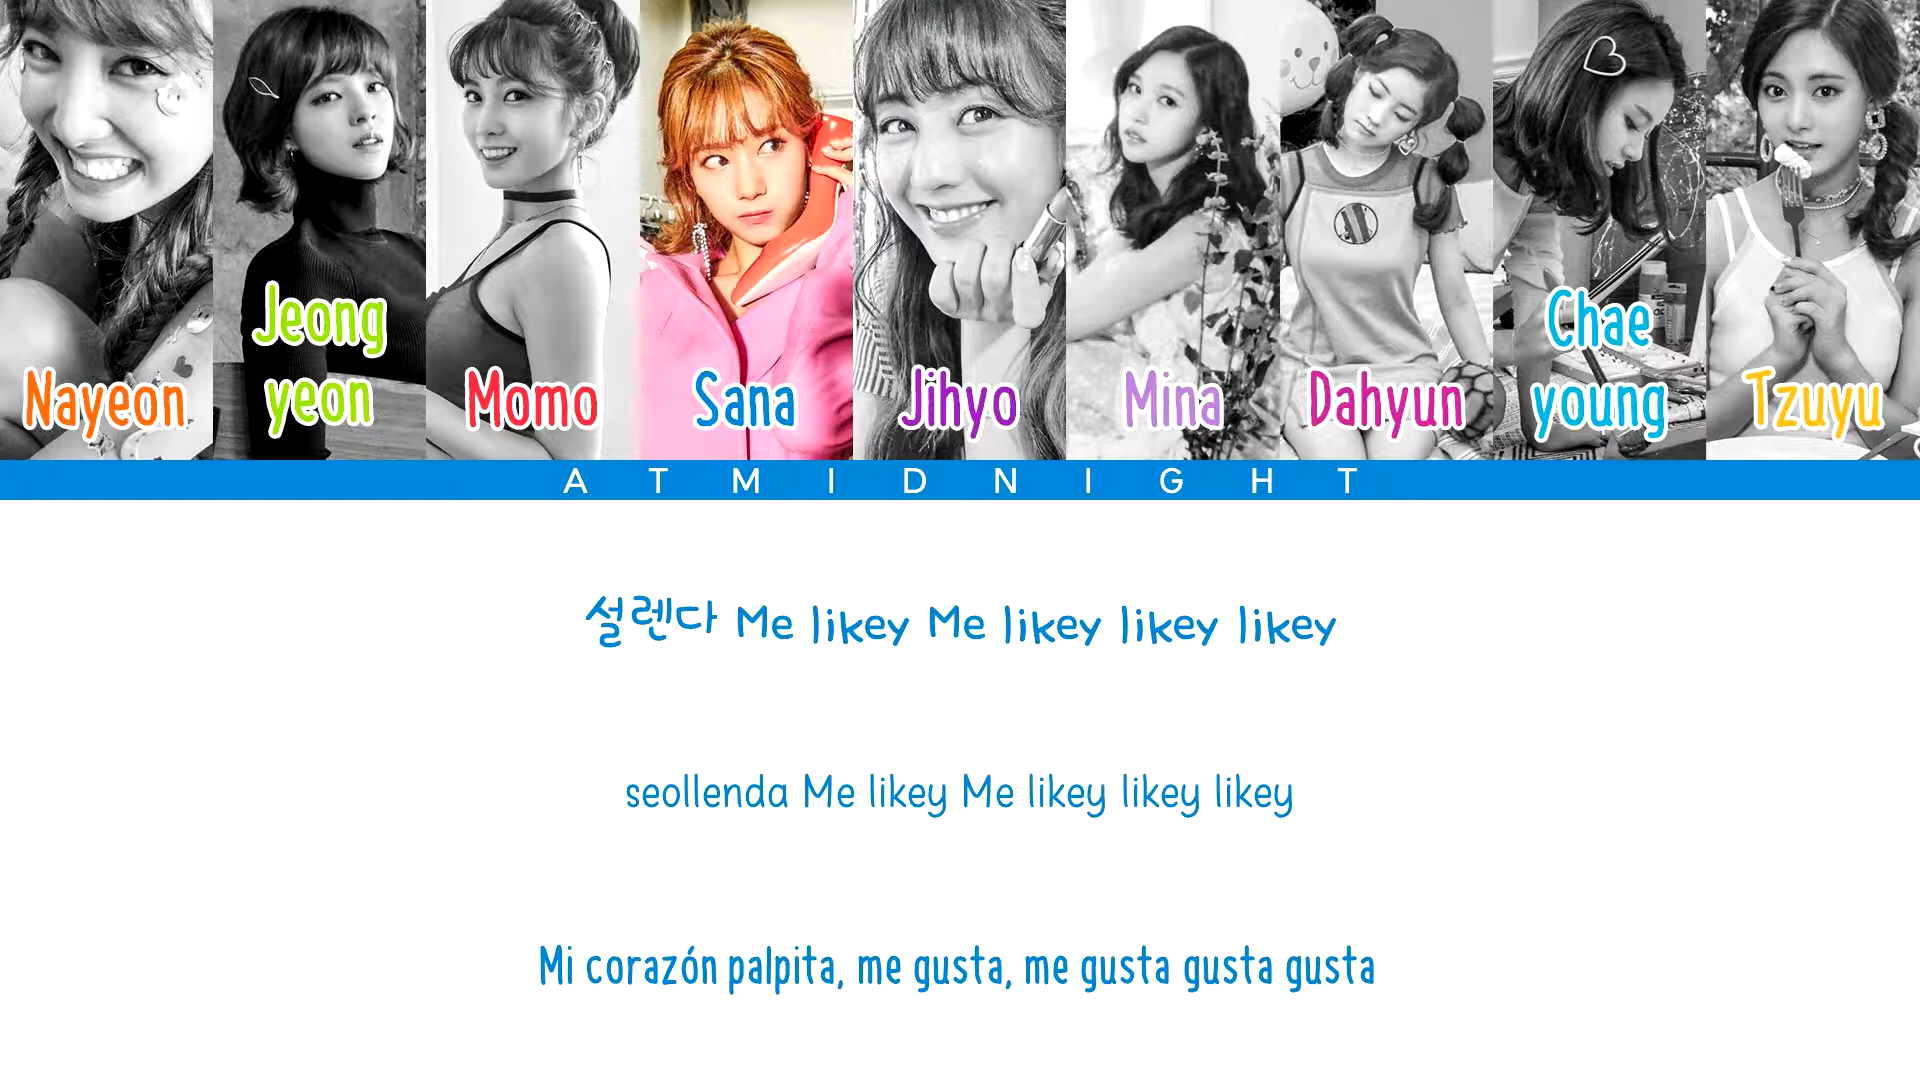 Nayeon
Jeong
yeon
Momo
Sana
Jihyo
Mina
Dahyun
Chae
young
Tzuyu
ATMIDNIGHT
설렌다 Me likey Me likey likey likey
seollenda Me likey Me likey likey likey
Mi corazón palpita, me gusta, me gusta gusta gusta